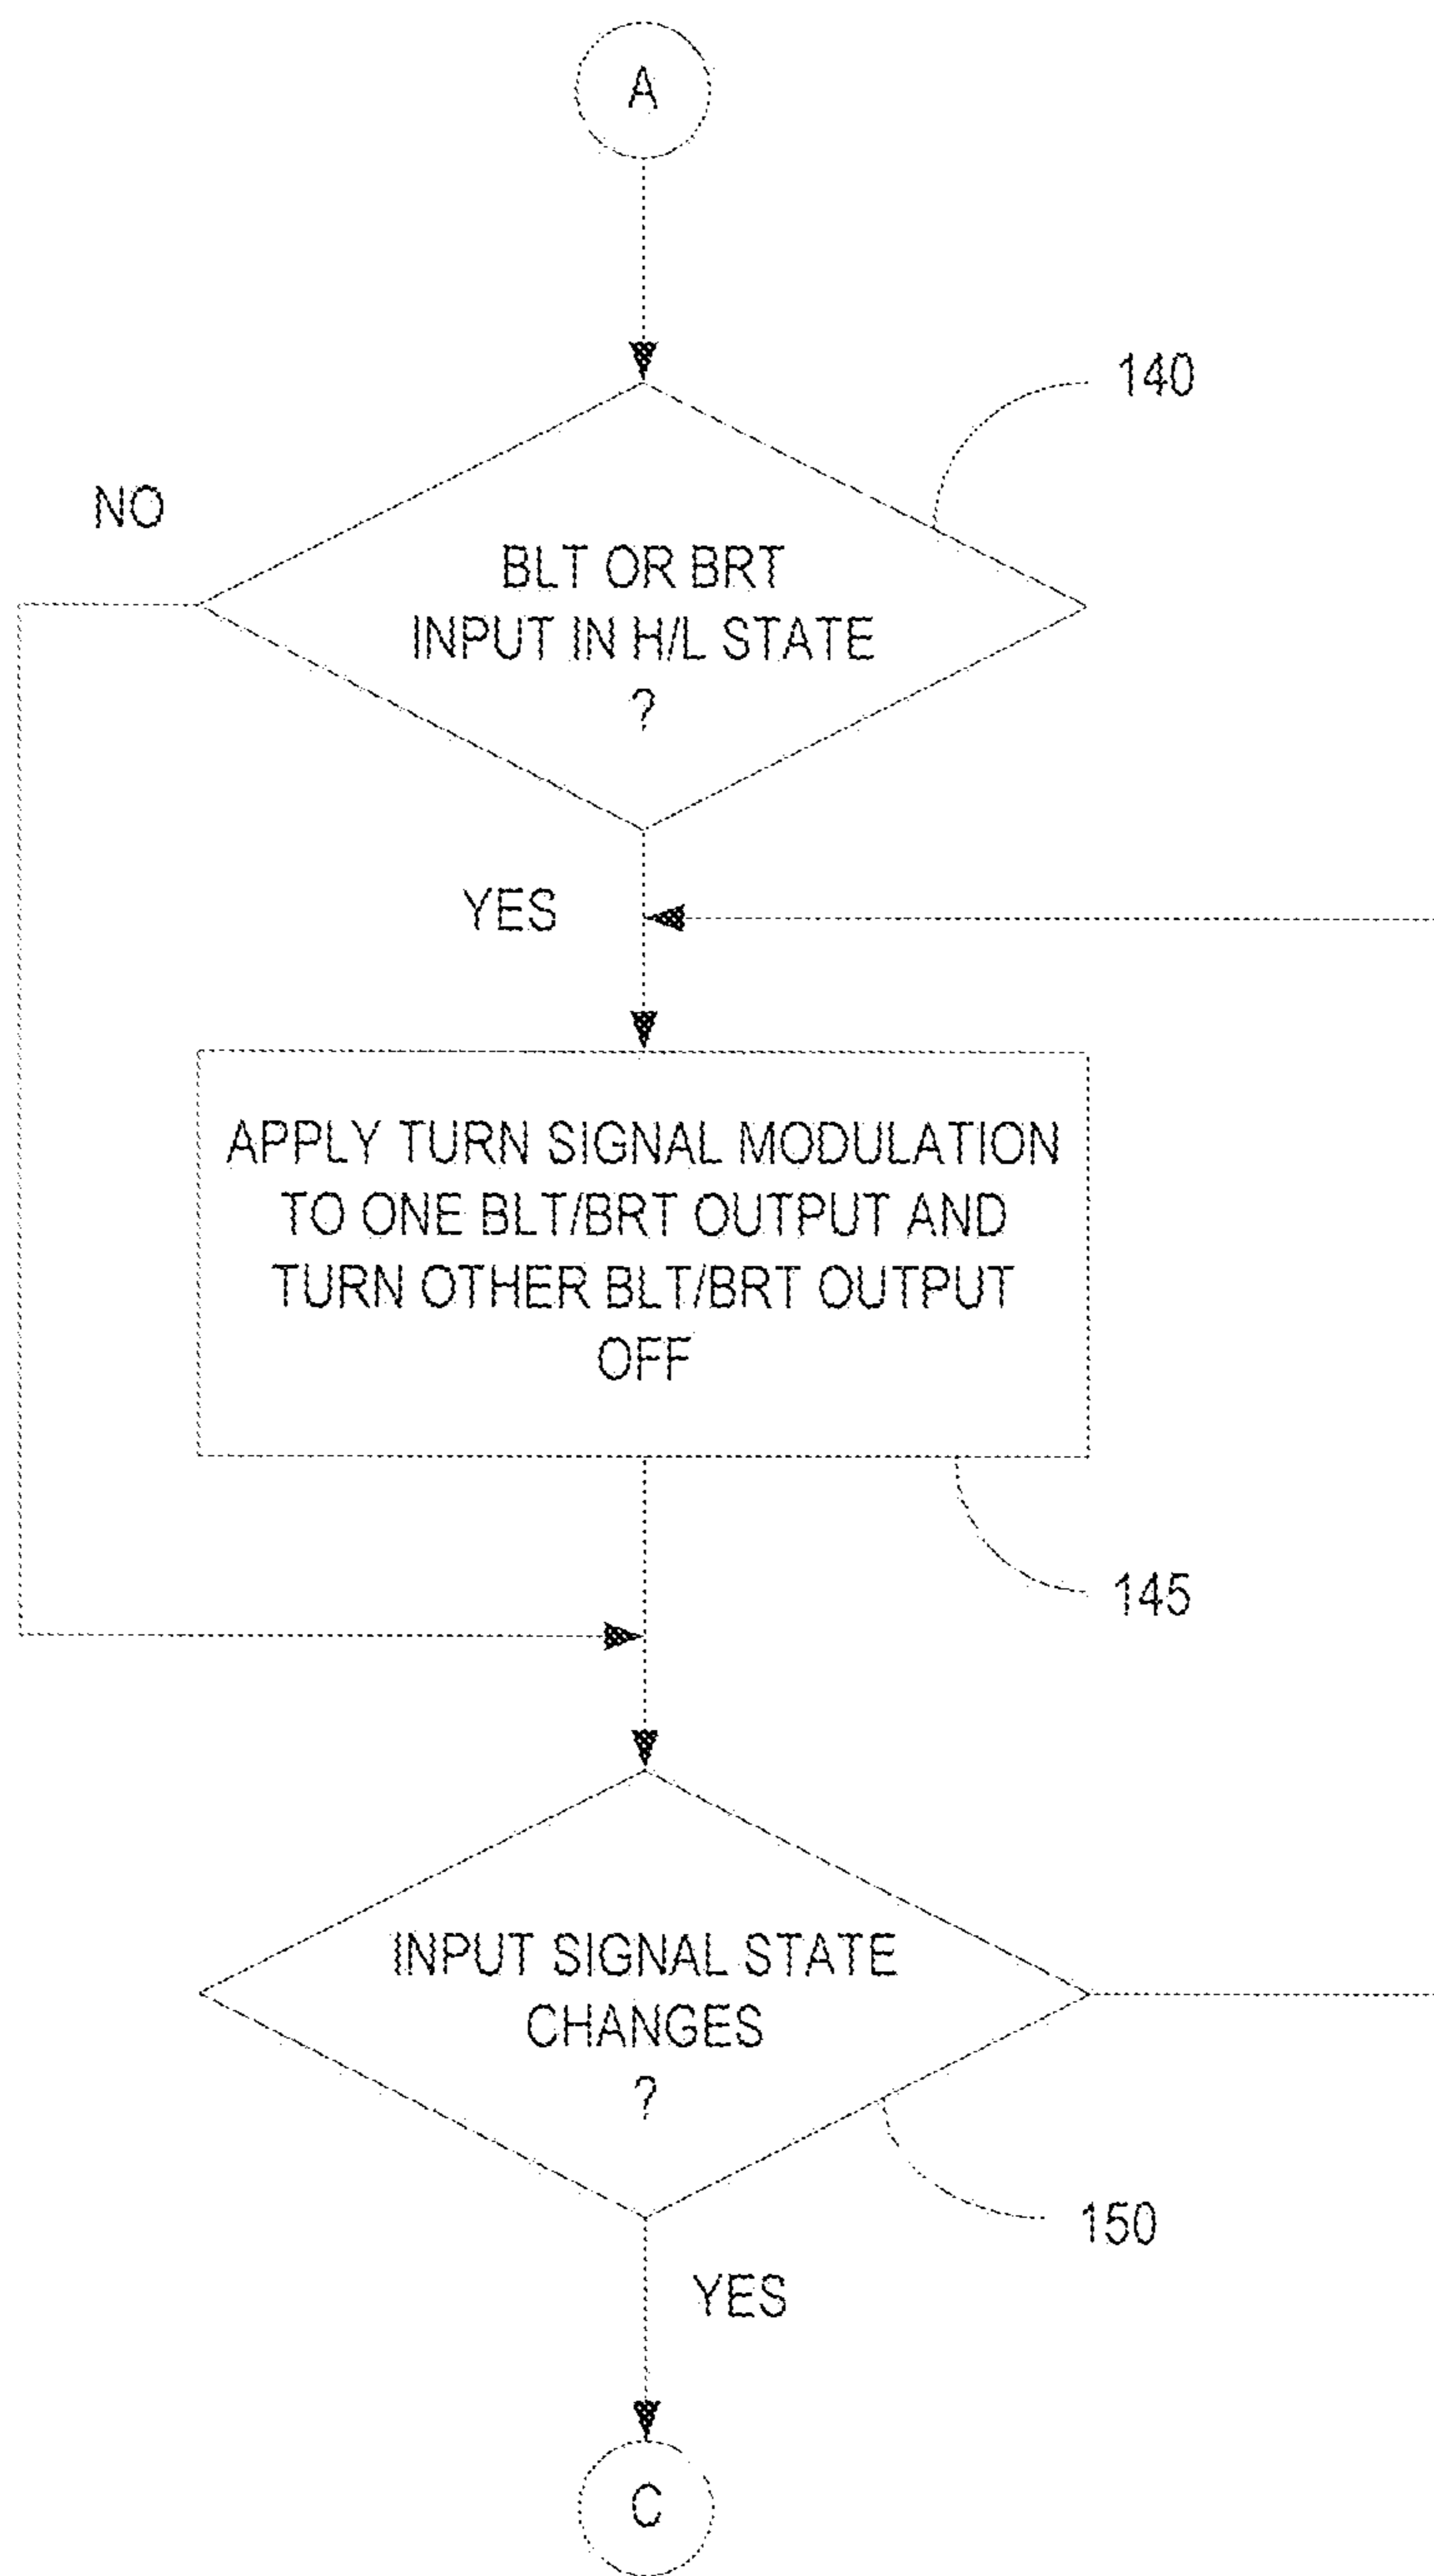 A
140
NO
BLT OR BRT
INPUT IN H/L STATE
?
YES
APPLY TURN SIGNAL MODULATION
TO ONE BLT/BRT OUTPUT AND
TURN OTHER BLT/BRT OUTPUT
OFF
145
INPUT SIGNAL STATE
CHANGES
?
150
YES
C